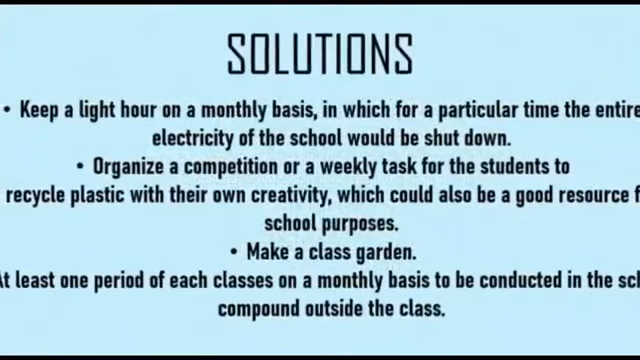 SOLUTIONS
• Keep a light hour on a monthly basis, in which for a particular time the entire
electricity of the school would be shut down.
• Organize a competition or a weekly task for the students to
recycle plastic with their own creativity, which could also be a good resource
school purposes.
• Make a class garden.
At least one period of each classes on a monthly basis to be conducted in the
compound outside the class.